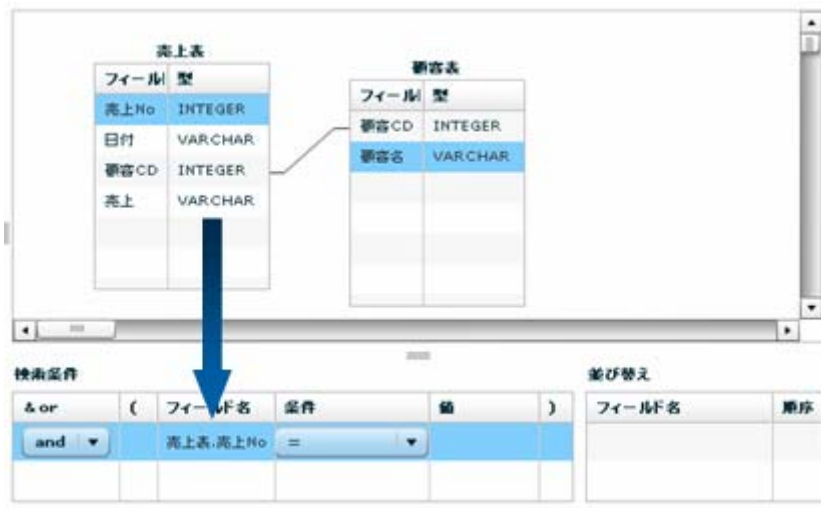 売上表
フィール 型
売上No INTEGER
日付 VARCHAR
顧客CD INTEGER
売上 VARCHAR
顧客表
フィール 型
顧客CD INTEGER
顧客名 VARCHAR
検索条件
& or ( フィールド名 条件 値 )
and 売上表.売上No =
並び替え
フィールド名 順序